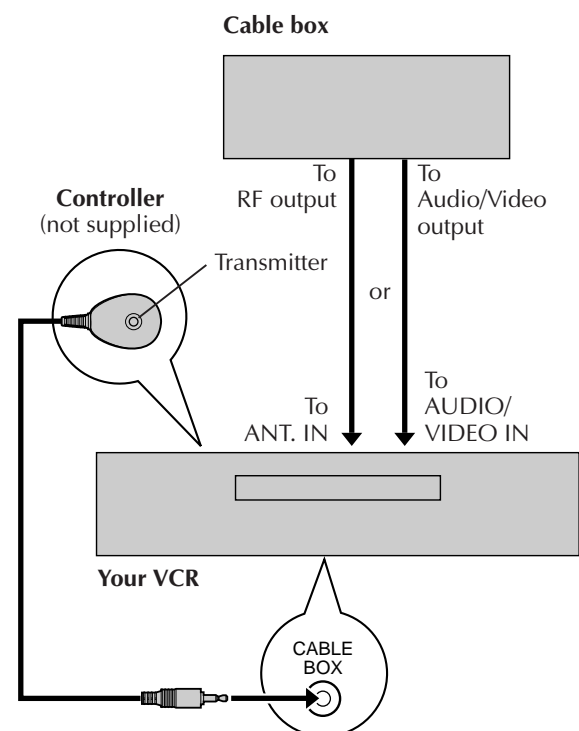 Cable box
To
RF output
To
Audio/Video
output
Controller
(not supplied)
Transmitter
or
To
ANT. IN
To
AUDIO/
VIDEO IN
Your VCR
CABLE
BOX